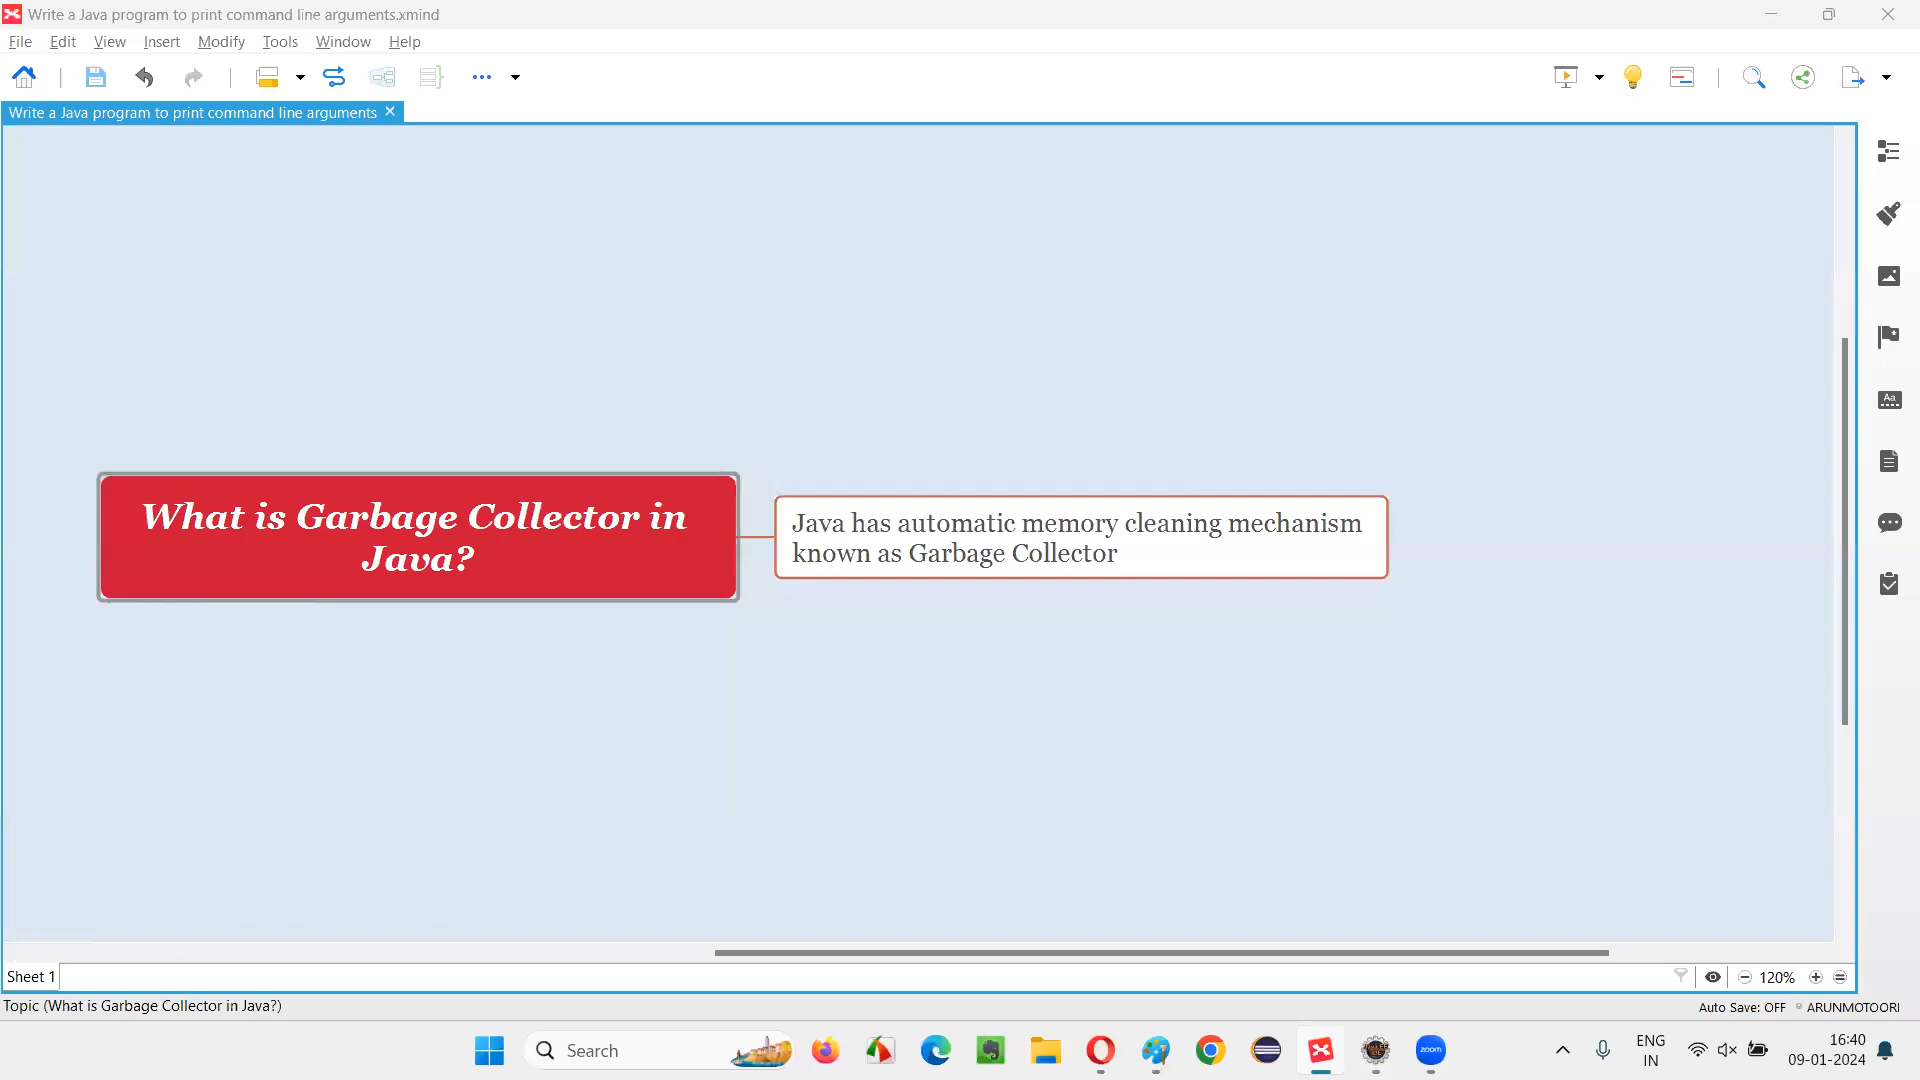 Write a Java program to print command line arguments.xmind
File Edit View Insert Modify Tools Window Help
Write a Java program to print command line arguments
What is Garbage Collector in
Java?
Java has automatic memory cleaning mechanism
known as Garbage Collector
Aa
Sheet 1
120%
Topic (What is Garbage Collector in Java?)
Auto Save: OFF ARUNMOTOORI
Search
zoom
ENG
IN
16:40
09-01-2024